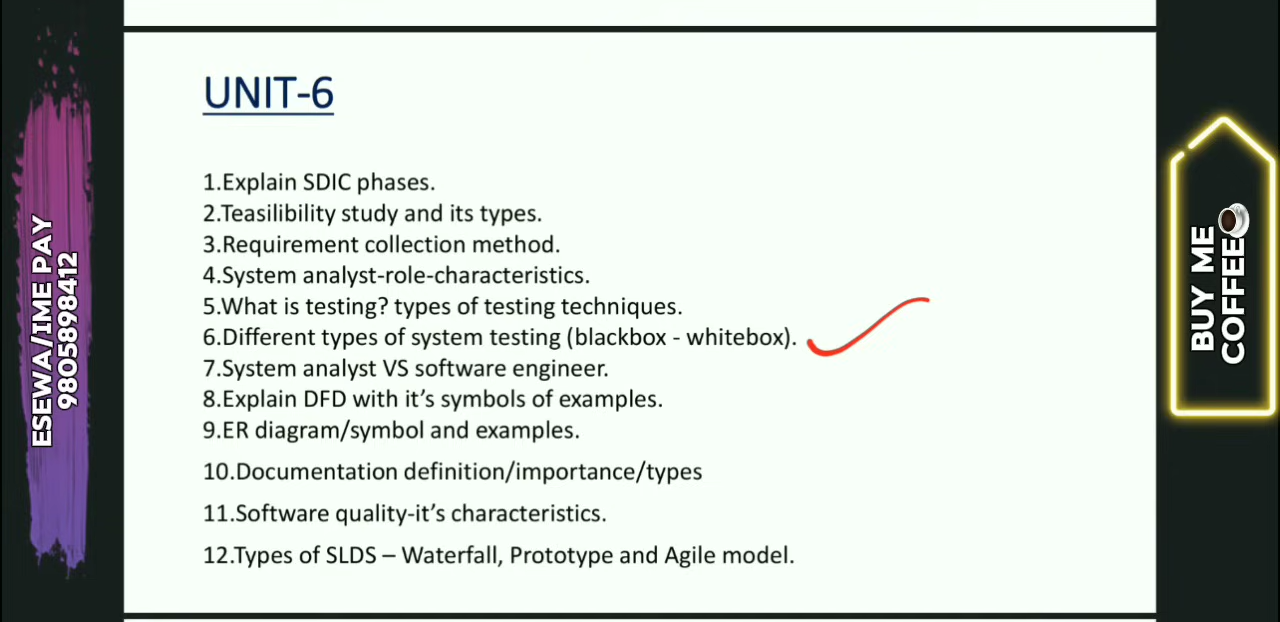 UNIT-6
1.Explain SDIC phases.
2.Teasilibility study and its types.
3.Requirement collection method.
4.System analyst-role-characteristics.
5.What is testing? types of testing techniques.
6.Different types of system testing (blackbox - whitebox).
7.System analyst VS software engineer.
8.Explain DFD with it’s symbols of examples.
9.ER diagram/symbol and examples.
10.Documentation definition/importance/types
11.Software quality-it’s characteristics.
12.Types of SLDS – Waterfall, Prototype and Agile model.
ESEWA/IME PAY
9805898412
BUY ME
COFFEE